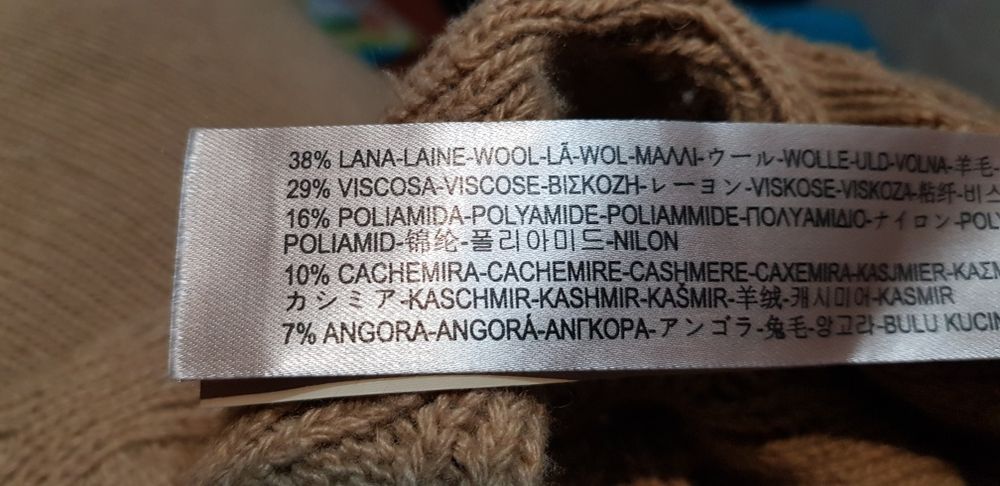 38% LANA-LAINE-WOOL-LÃ-WOL-ΜΑΛΛΙ-ウール-WOLLE-ULD-VOLNA-羊毛-
29% VISCOSA-VISCOSE-ΒΙΣΚΟΖΗ-レーヨン-VISKOSE-VISKOZA-粘纤-비스
16% POLIAMIDA-POLYAMIDE-POLIAMMIDE-ΠΟΛΥΑΜΙΔΙΟ-ナイロン-POL
POLIAMID-锦纶-폴리아미드-NILON
10% CACHEMIRA-CACHEMIRE-CASHMERE-CAXEMIRA-KASJMIER-ΚΑΣΜ
カシミア-KASCHMIR-KASHMIR-KAŠMIR-羊绒-캐시미어-KASMIR
7% ANGORA-ANGORÁ-ΑΝΓΚΟΡΑ-アンゴラ-兔毛-앙고라-BULU KUCIN